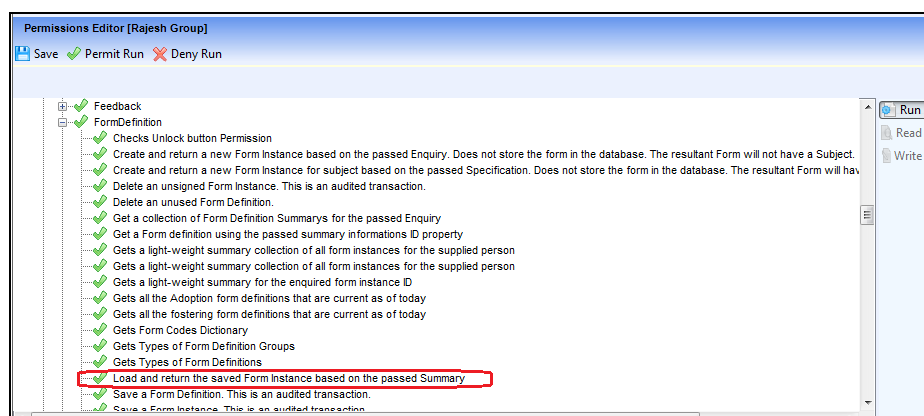 Permissions Editor [Rajesh Group]
Save Permit Run Deny Run
Feedback
FormDefinition
Checks Unlock button Permission
Create and return a new Form Instance based on the passed Enquiry. Does not store the form in the database. The resultant Form will not have a Subject.
Create and return a new Form Instance for subject based on the passed Specification. Does not store the form in the database. The resultant Form will hav
Delete an unsigned Form Instance. This is an audited transaction.
Delete an unused Form Definition.
Get a collection of Form Definition Summarys for the passed Enquiry
Get a Form definition using the passed summary informations ID property
Gets a light-weight summary collection of all form instances for the supplied person
Gets a light-weight summary collection of all form instances for the supplied person
Gets a light-weight summary for the enquired form instance ID
Gets all the Adoption form definitions that are current as of today
Gets all the fostering form definitions that are current as of today
Gets Form Codes Dictionary
Gets Types of Form Definition Groups
Gets Types of Form Definitions
Load and return the saved Form Instance based on the passed Summary
Save a Form Definition. This is an audited transaction.
Save a Form Instance. This is an audited transaction.
Run
Read
Write